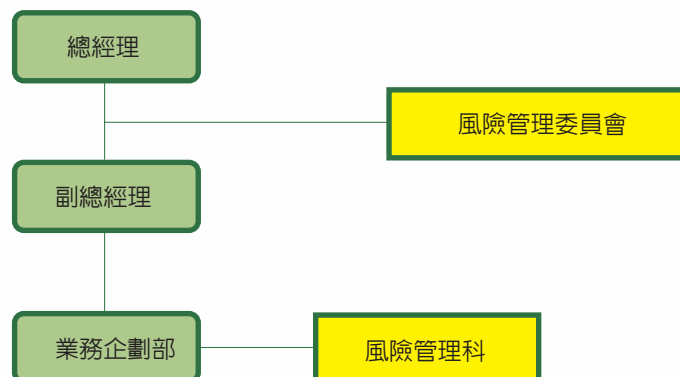 總經理
風險管理委員會
副總經理
業務企劃部
風險管理科